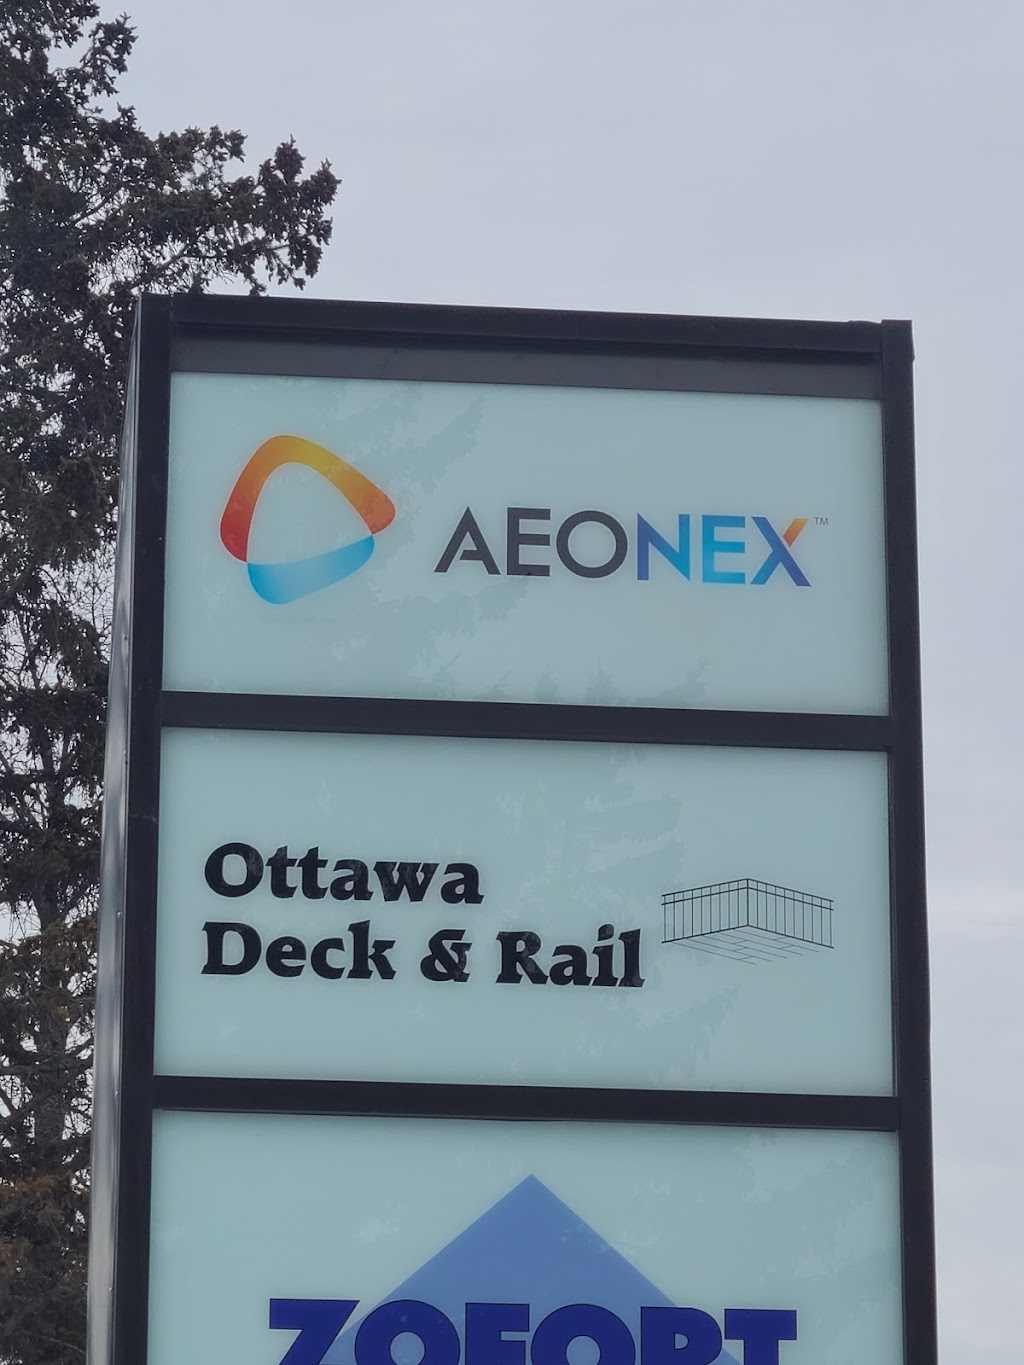 AEONEX™
Ottawa
Deck & Rail